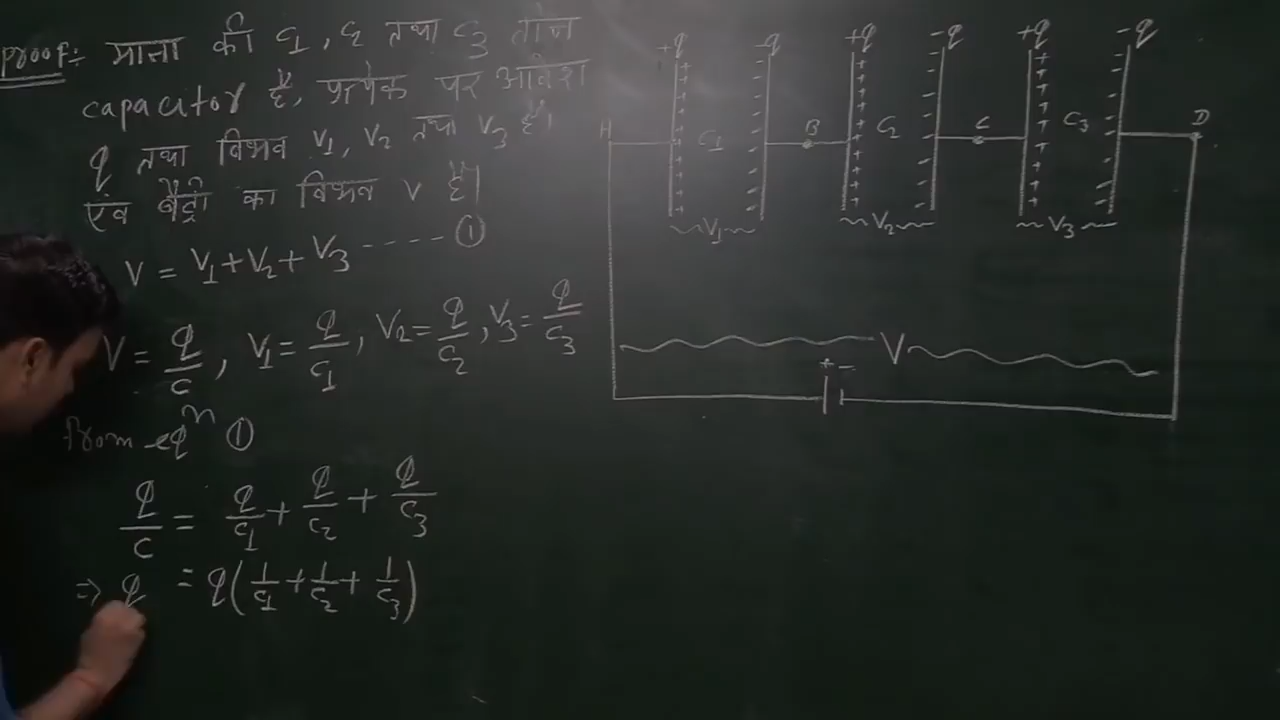 Proof:- माना की C1, C2 तथा C3 तीन
capacitor हैं, प्रत्येक पर आवेश
q तथा विभव V1, V2 तथा V3 हैं।
एंव बैट्री का विभव V हैं।
V = V1 + V2 + V3 ---- ①
V = q/C, V1 = q/C1, V2 = q/C2, V3 = q/C3
from eqn ①
q/C = q/C1 + q/C2 + q/C3
⇒ q = q(1/C1 + 1/C2 + 1/C3)
+q -q +q -q +q -q
A C1 B C2 C C3 D
V1 V2 V3
V
+ -